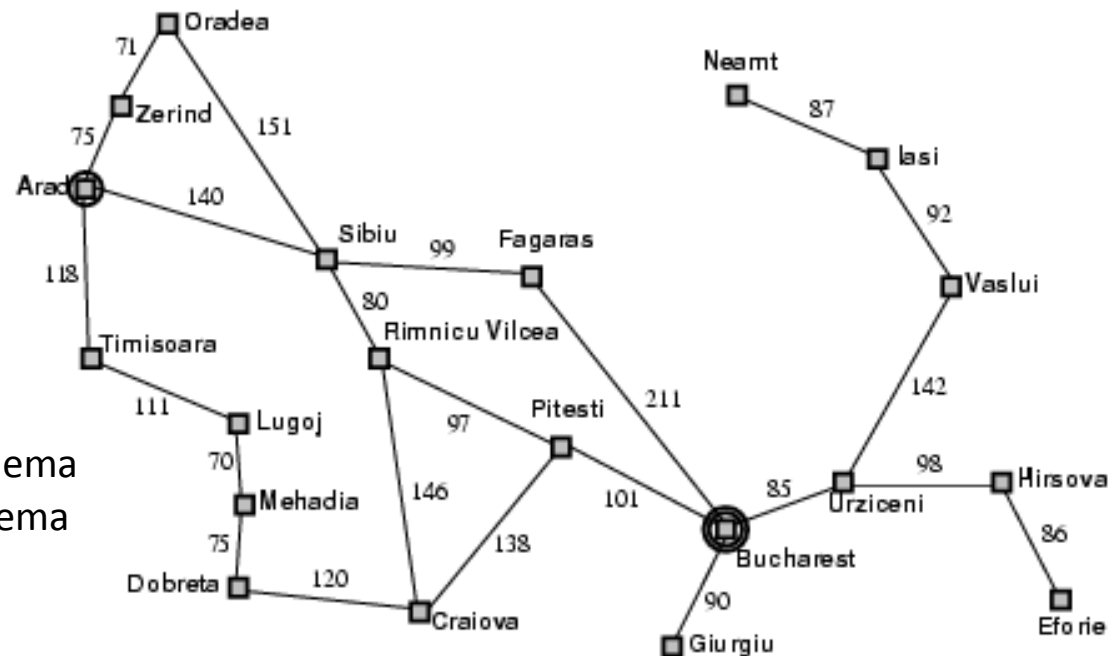 Oradea
71
Neamt
Zerind
87
75
151
Iasi
Arad
140
92
Sibiu
Fagaras
99
118
Vaslui
80
Rimnicu Vilcea
Timisoara
142
111
Pitesti
211
Lugoj
97
ema
70
98
Hirsova
146
85
Urziceni
Mehadia
101
ema
86
75
138
Bucharest
Dobreta
120
90
Craiova
Eforie
Giurgiu